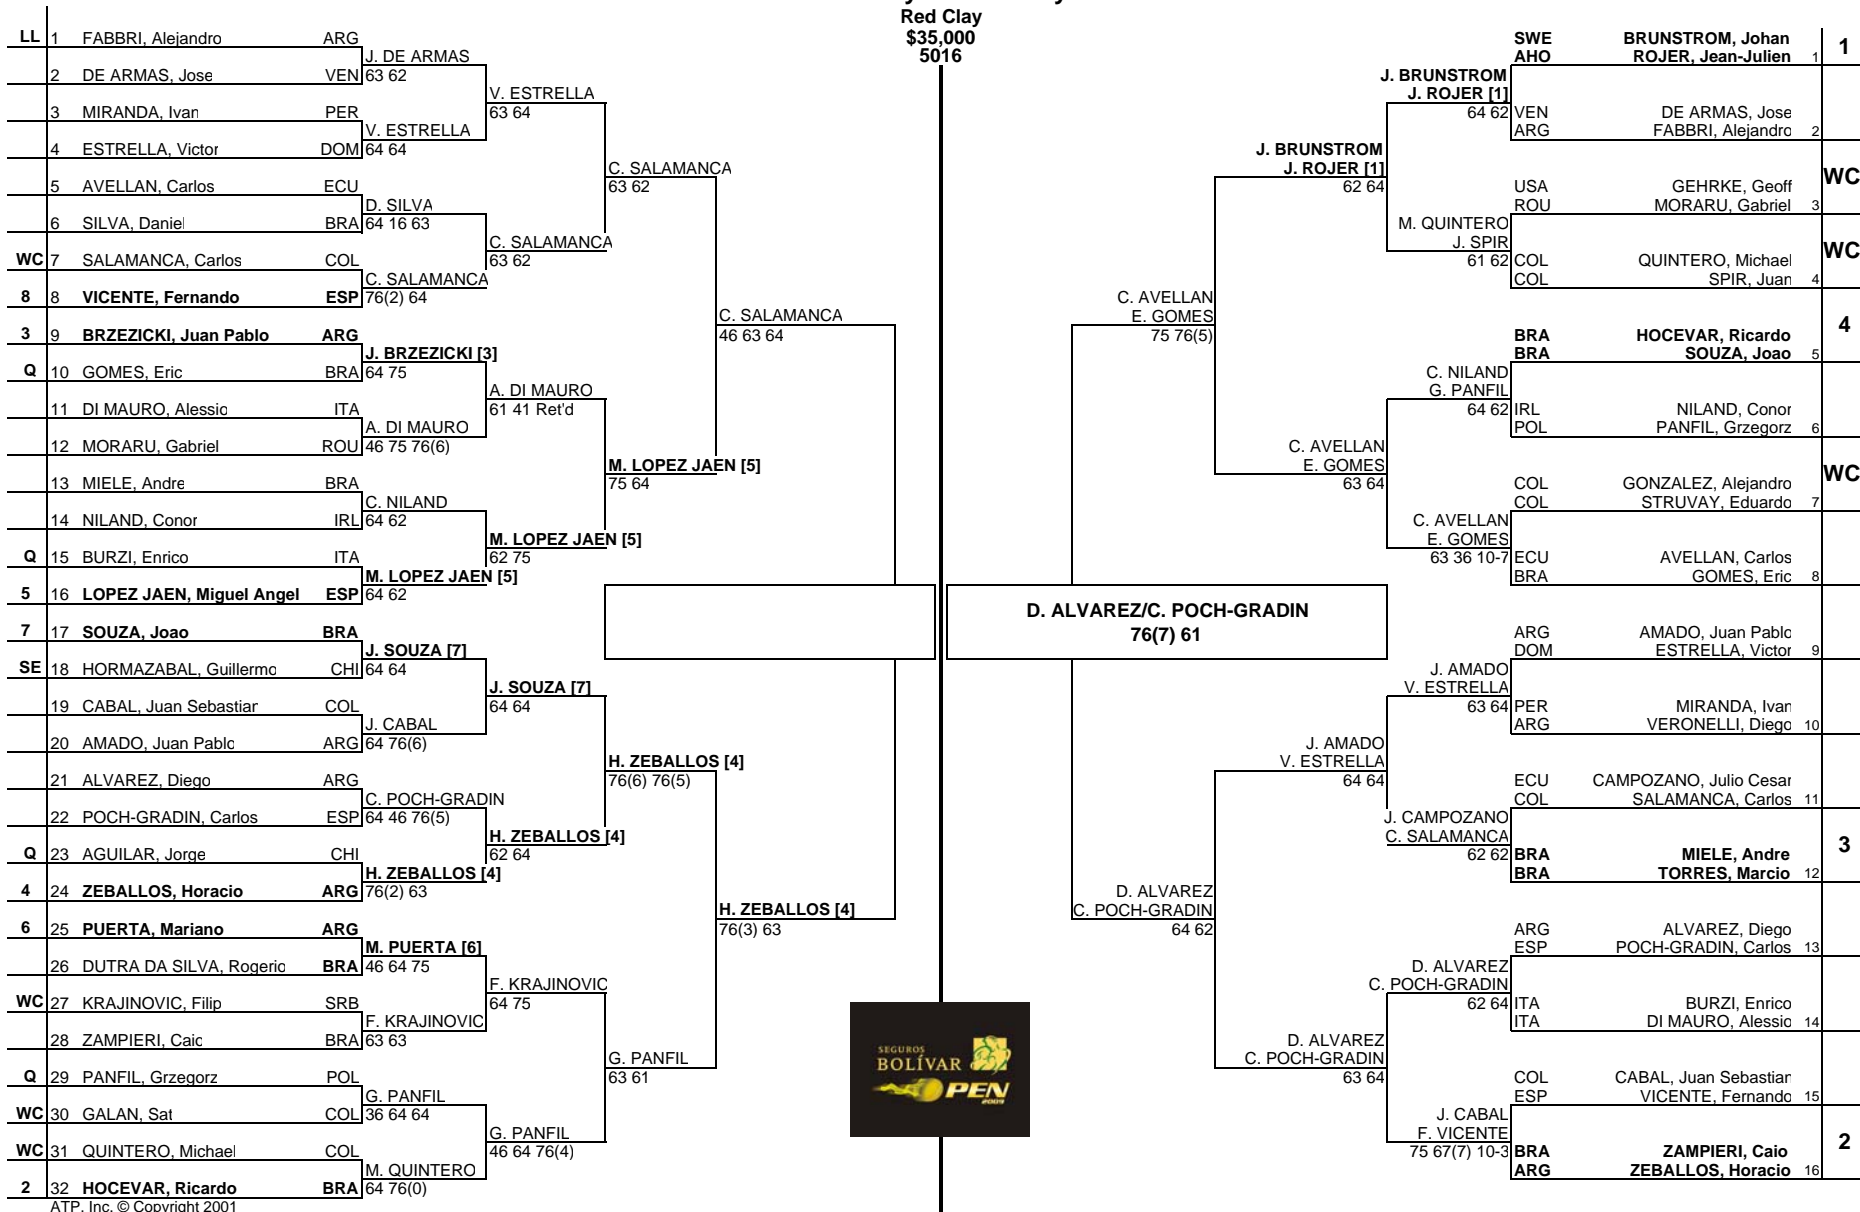 Red Clay
$35,000
5016
LL 1 FABBRI, Alejandro ARG
J. DE ARMAS
2 DE ARMAS, Jose VEN 63 62
V. ESTRELLA
3 MIRANDA, Ivan PER 63 64
V. ESTRELLA
4 ESTRELLA, Victor DOM 64 64
C. SALAMANCA
5 AVELLAN, Carlos ECU 63 62
D. SILVA
6 SILVA, Daniel BRA 64 16 63
C. SALAMANCA
WC 7 SALAMANCA, Carlos COL 63 62
C. SALAMANCA
8 8 VICENTE, Fernando ESP 76(2) 64
C. SALAMANCA
3 9 BRZEZICKI, Juan Pablo ARG 46 63 64
J. BRZEZICKI [3]
Q 10 GOMES, Eric BRA 64 75
A. DI MAURO
11 DI MAURO, Alessio ITA 61 41 Ret'd
A. DI MAURO
12 MORARU, Gabriel ROU 46 75 76(6)
M. LOPEZ JAEN [5]
13 MIELE, Andre BRA 75 64
C. NILAND
14 NILAND, Conor IRL 64 62
M. LOPEZ JAEN [5]
Q 15 BURZI, Enrico ITA 62 75
M. LOPEZ JAEN [5]
5 16 LOPEZ JAEN, Miguel Angel ESP 64 62
7 17 SOUZA, Joao BRA
J. SOUZA [7]
SE 18 HORMAZABAL, Guillermo CHI 64 64
J. SOUZA [7]
19 CABAL, Juan Sebastian COL 64 64
J. CABAL
20 AMADO, Juan Pablo ARG 64 76(6)
H. ZEBALLOS [4]
21 ALVAREZ, Diego ARG 76(6) 76(5)
C. POCH-GRADIN
22 POCH-GRADIN, Carlos ESP 64 46 76(5)
H. ZEBALLOS [4]
Q 23 AGUILAR, Jorge CHI 62 64
H. ZEBALLOS [4]
4 24 ZEBALLOS, Horacio ARG 76(2) 63
H. ZEBALLOS [4]
6 25 PUERTA, Mariano ARG 76(3) 63
M. PUERTA [6]
26 DUTRA DA SILVA, Rogerio BRA 46 64 75
F. KRAJINOVIC
WC 27 KRAJINOVIC, Filip SRB 64 75
F. KRAJINOVIC
28 ZAMPIERI, Caio BRA 63 63
G. PANFIL
Q 29 PANFIL, Grzegorz POL 63 61
G. PANFIL
WC 30 GALAN, Sat COL 36 64 64
G. PANFIL
WC 31 QUINTERO, Michael COL 46 64 76(4)
M. QUINTERO
2 32 HOCEVAR, Ricardo BRA 64 76(0)
ATP, Inc. © Copyright 2001
SEGUROS
BOLÍVAR
OPEN
2009
SWE BRUNSTROM, Johan 1
AHO ROJER, Jean-Julien 1
J. BRUNSTROM
J. ROJER [1]
64 62
VEN DE ARMAS, Jose
ARG FABBRI, Alejandro 2
J. BRUNSTROM
J. ROJER [1]
62 64
USA GEHRKE, Geoff WC
ROU MORARU, Gabriel 3
M. QUINTERO
J. SPIR
61 62
COL QUINTERO, Michael WC
COL SPIR, Juan 4
C. AVELLAN
E. GOMES
75 76(5)
BRA HOCEVAR, Ricardo 4
BRA SOUZA, Joao 5
C. NILAND
G. PANFIL
64 62
IRL NILAND, Conor
POL PANFIL, Grzegorz 6
C. AVELLAN
E. GOMES
63 64
COL GONZALEZ, Alejandro WC
COL STRUVAY, Eduardo 7
C. AVELLAN
E. GOMES
63 36 10-7
ECU AVELLAN, Carlos
BRA GOMES, Eric 8
D. ALVAREZ/C. POCH-GRADIN
76(7) 61
ARG AMADO, Juan Pablo
DOM ESTRELLA, Victor 9
J. AMADO
V. ESTRELLA
63 64
PER MIRANDA, Ivan
ARG VERONELLI, Diego 10
J. AMADO
V. ESTRELLA
64 64
ECU CAMPOZANO, Julio Cesar
COL SALAMANCA, Carlos 11
J. CAMPOZANO
C. SALAMANCA
62 62
BRA MIELE, Andre 3
BRA TORRES, Marcio 12
D. ALVAREZ
C. POCH-GRADIN
64 62
ARG ALVAREZ, Diego
ESP POCH-GRADIN, Carlos 13
D. ALVAREZ
C. POCH-GRADIN
62 64
ITA BURZI, Enrico
ITA DI MAURO, Alessio 14
D. ALVAREZ
C. POCH-GRADIN
63 64
COL CABAL, Juan Sebastian
ESP VICENTE, Fernando 15
J. CABAL
F. VICENTE
75 67(7) 10-3
BRA ZAMPIERI, Caio 2
ARG ZEBALLOS, Horacio 16